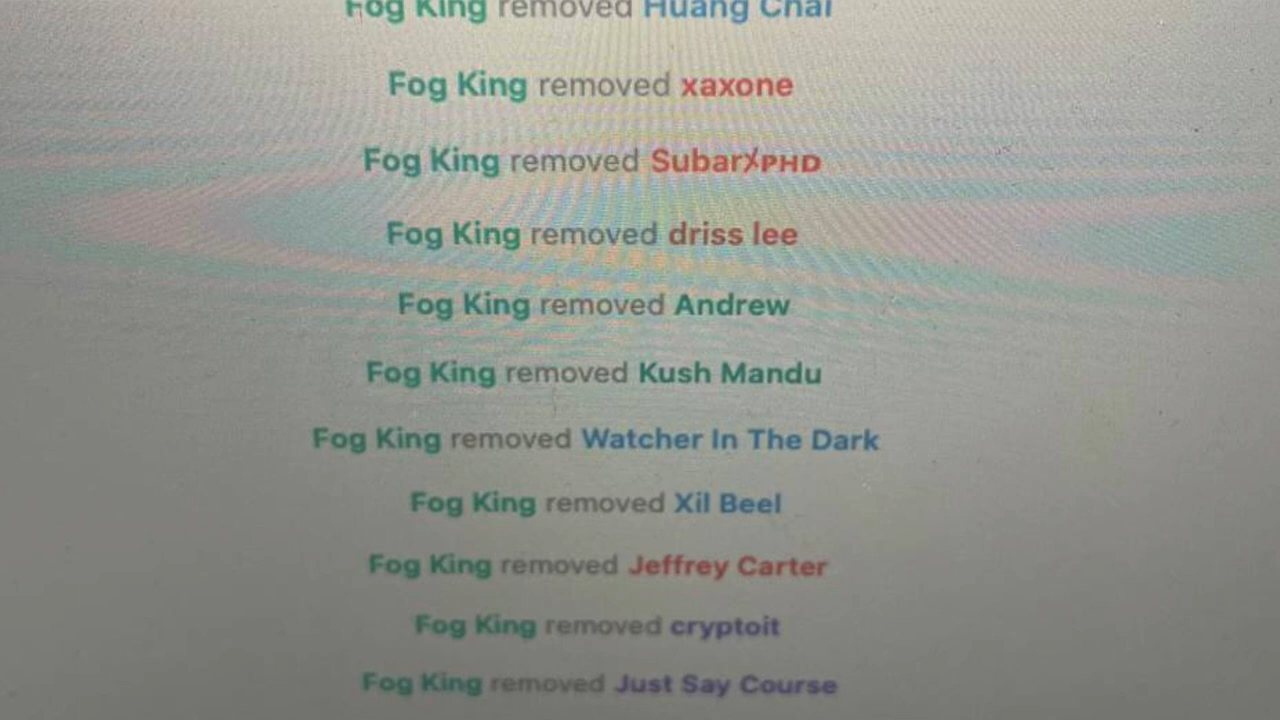 Fog King removed Huang Chai
Fog King removed xaxone
Fog King removed Subar✗PHD
Fog King removed driss lee
Fog King removed Andrew
Fog King removed Kush Mandu
Fog King removed Watcher In The Dark
Fog King removed Xil Beel
Fog King removed Jeffrey Carter
Fog King removed cryptoit
Fog King removed Just Say Course